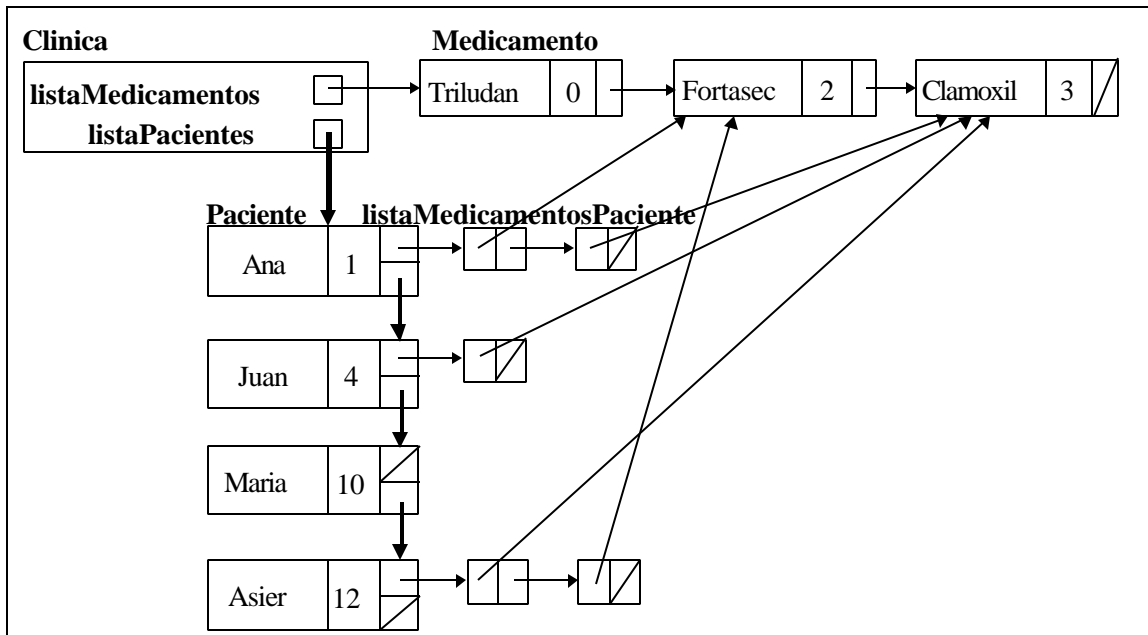 Clinica
Medicamento
listaMedicamentos
Triludan 0
Fortasec 2
Clamoxil 3
listaPacientes
Paciente
listaMedicamentosPaciente
Ana 1
Juan 4
Maria 10
Asier 12